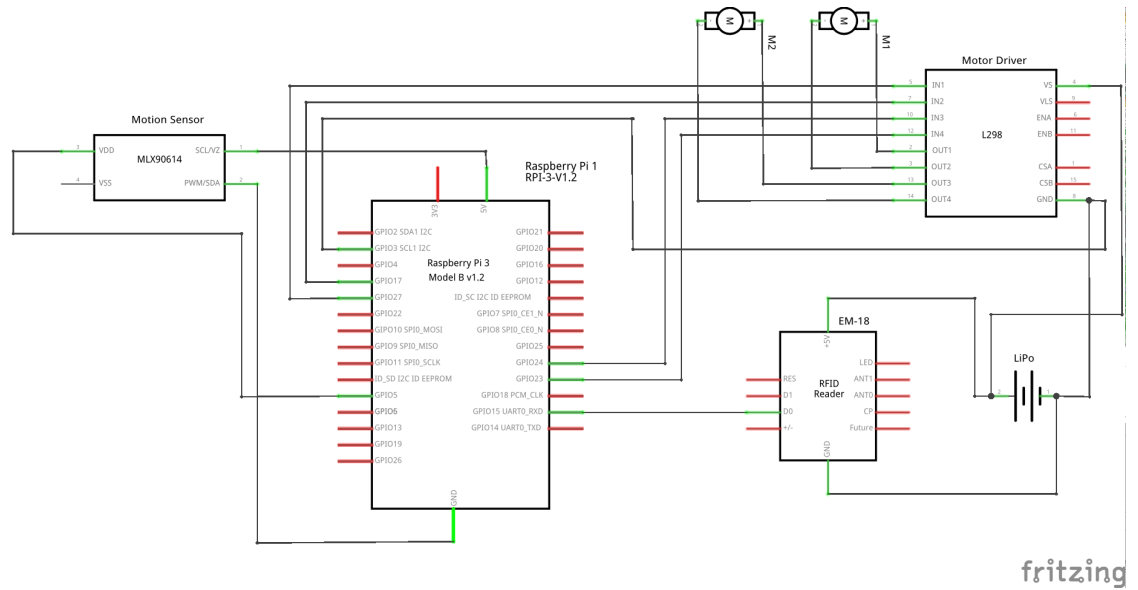 M2
M1
Motor Driver
5 IN1
7 IN2
10 IN3
12 IN4
2 OUT1
3 OUT2
13 OUT3
14 OUT4
L298
VS 4
VLS 9
ENA 6
ENB 11
CSA 1
CSB 15
GND 8
Motion Sensor
3 VDD
4 VSS
MLX90614
SCL/VZ 1
PWM/SDA 2
Raspberry Pi 1
RPI-3-V1.2
3V3
5V
Raspberry Pi 3
Model B v1.2
GPIO2 SDA1 I2C
GPIO3 SCL1 I2C
GPIO4
GPIO17
GPIO27
GPIO22
GPIO10 SPI0_MOSI
GPIO9 SPI0_MISO
GPIO11 SPI0_SCLK
ID_SD I2C ID EEPROM
GPIO5
GPIO6
GPIO13
GPIO19
GPIO26
GPIO21
GPIO20
GPIO16
GPIO12
ID_SC I2C ID EEPROM
GPIO7 SPI0_CE1_N
GPIO8 SPI0_CE0_N
GPIO25
GPIO24
GPIO23
GPIO18 PCM_CLK
GPIO15 UART0_RXD
GPIO14 UART0_TXD
GND
EM-18
+5V
RES
D1
D0
+/-
RFID
Reader
LED
ANT1
ANT0
CP
Future
GND
LiPo
2
1
M
M
fritzing